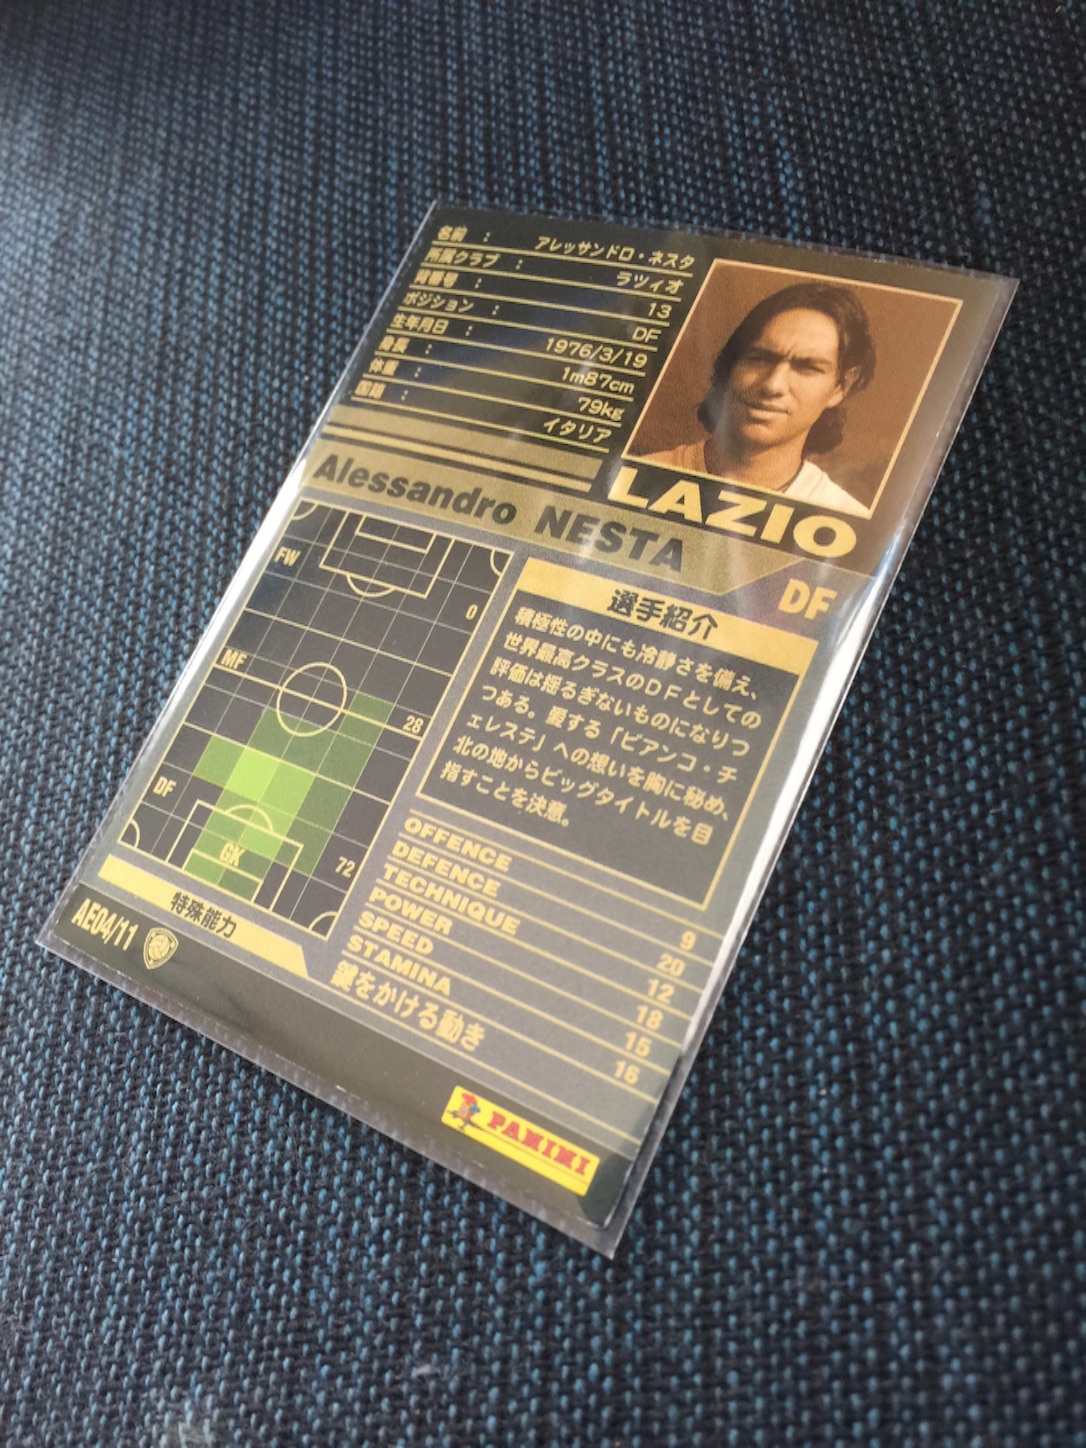 名前 : アレッサンドロ・ネスタ
所属クラブ : ラツィオ
背番号 : 13
ポジション : DF
生年月日 : 1976/3/19
身長 : 1m87cm
体重 : 79kg
国籍 : イタリア
LAZIO
Alessandro NESTA
DF
FW
0
MF
28
DF
GK
72
選手紹介
積極性の中にも冷静さを備え、
世界最高クラスのDFとしての
評価は揺るぎないものになりつ
つある。愛する「ビアンコ・チ
ェレステ」への想いを胸に秘め、
北の地からビッグタイトルを目
指すことを決意。
OFFENCE 9
DEFENCE 20
TECHNIQUE 12
POWER 18
SPEED 15
STAMINA 16
特殊能力
鍵をかける動き
AE04/11
PANINI